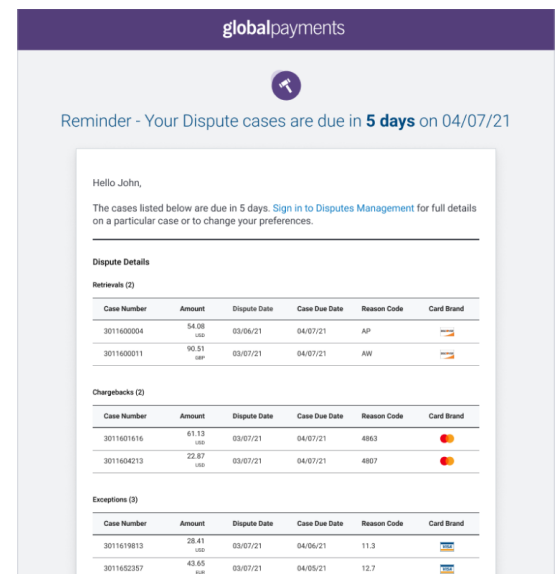 globalpayments
Reminder - Your Dispute cases are due in 5 days on 04/07/21
Hello John,
The cases listed below are due in 5 days. Sign in to Disputes Management for full details
on a particular case or to change your preferences.
Dispute Details
Retrievals (2)
Case Number Amount Dispute Date Case Due Date Reason Code Card Brand
3011600004 54.08 USD 03/06/21 04/07/21 AP
3011600011 90.51 GBP 03/07/21 04/07/21 AW
Chargebacks (2)
Case Number Amount Dispute Date Case Due Date Reason Code Card Brand
3011601616 61.13 USD 03/07/21 04/07/21 4863
3011604213 22.87 USD 03/07/21 04/07/21 4807
Exceptions (3)
Case Number Amount Dispute Date Case Due Date Reason Code Card Brand
3011619813 28.41 USD 03/07/21 04/06/21 11.3 VISA
3011652357 43.65 EUR 03/07/21 04/05/21 12.7 VISA